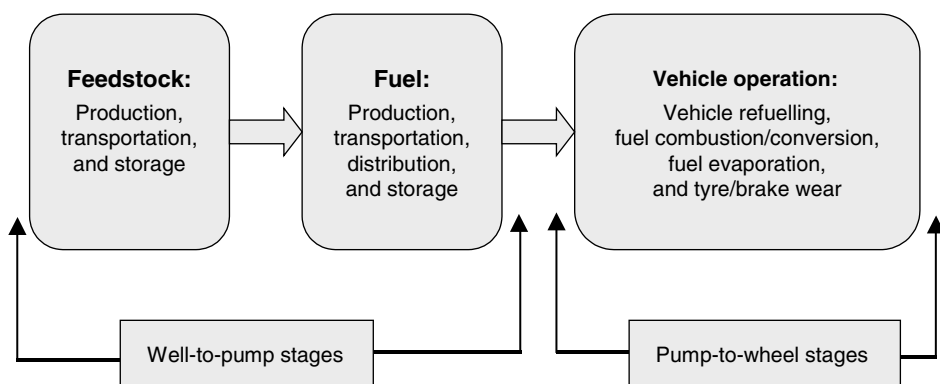 Feedstock:
Production,
transportation,
and storage
Fuel:
Production,
transportation,
distribution,
and storage
Vehicle operation:
Vehicle refuelling,
fuel combustion/conversion,
fuel evaporation,
and tyre/brake wear
Well-to-pump stages
Pump-to-wheel stages